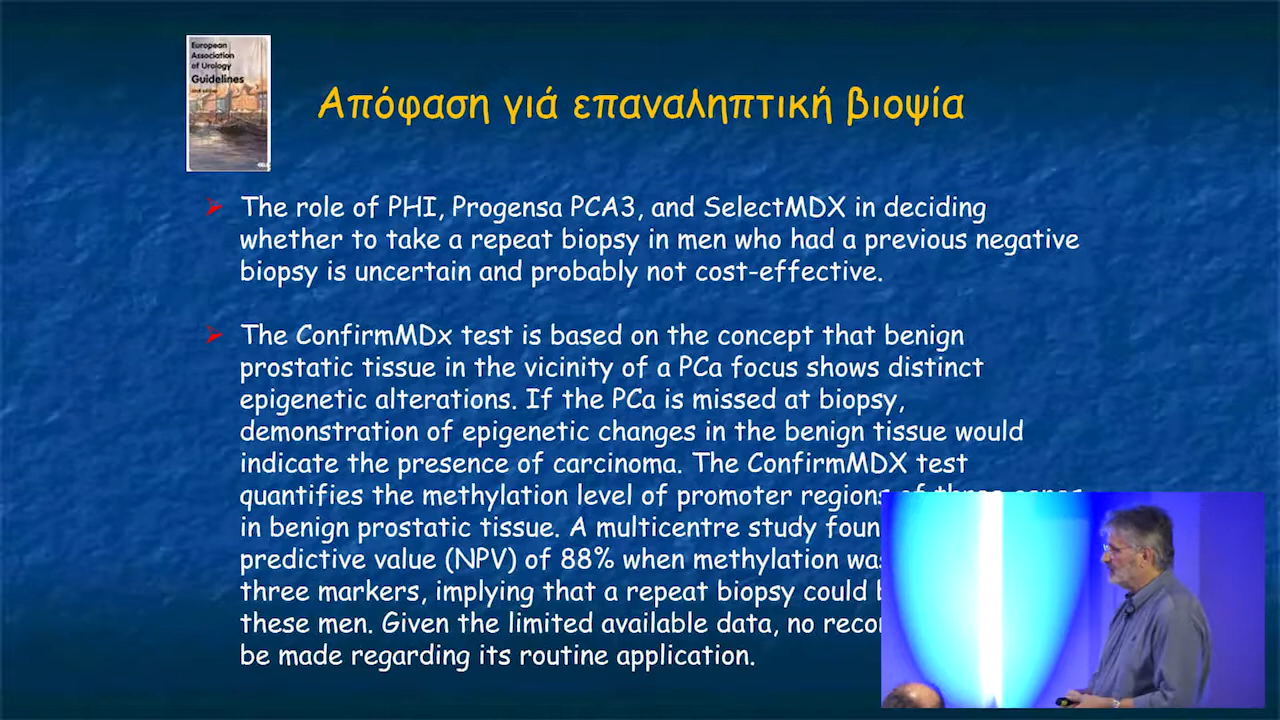 European
Association
of Urology
Guidelines
Απόφαση γιά επαναληπτική βιοψία
The role of PHI, Progensa PCA3, and SelectMDX in deciding
whether to take a repeat biopsy in men who had a previous negative
biopsy is uncertain and probably not cost-effective.
The ConfirmMDx test is based on the concept that benign
prostatic tissue in the vicinity of a PCa focus shows distinct
epigenetic alterations. If the PCa is missed at biopsy,
demonstration of epigenetic changes in the benign tissue would
indicate the presence of carcinoma. The ConfirmMDX test
quantifies the methylation level of promoter regions of three genes
in benign prostatic tissue. A multicentre study
predictive value (NPV) of 88% when methylation
three markers, implying that a repeat biopsy could
these men. Given the limited available data, no
be made regarding its routine application.